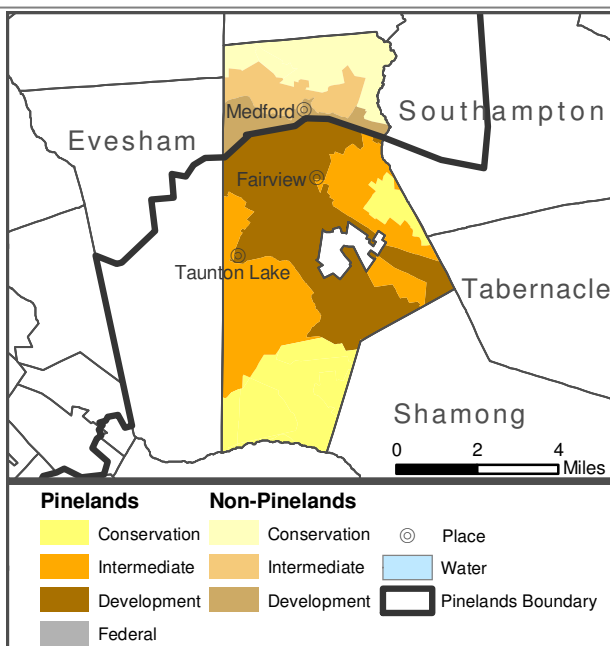 Medford
Southampton
Evesham
Fairview
Taunton Lake
Tabernacle
Shamong
0 2 4
Miles
Pinelands Non-Pinelands
Conservation Conservation Place
Intermediate Intermediate Water
Development Development Pinelands Boundary
Federal